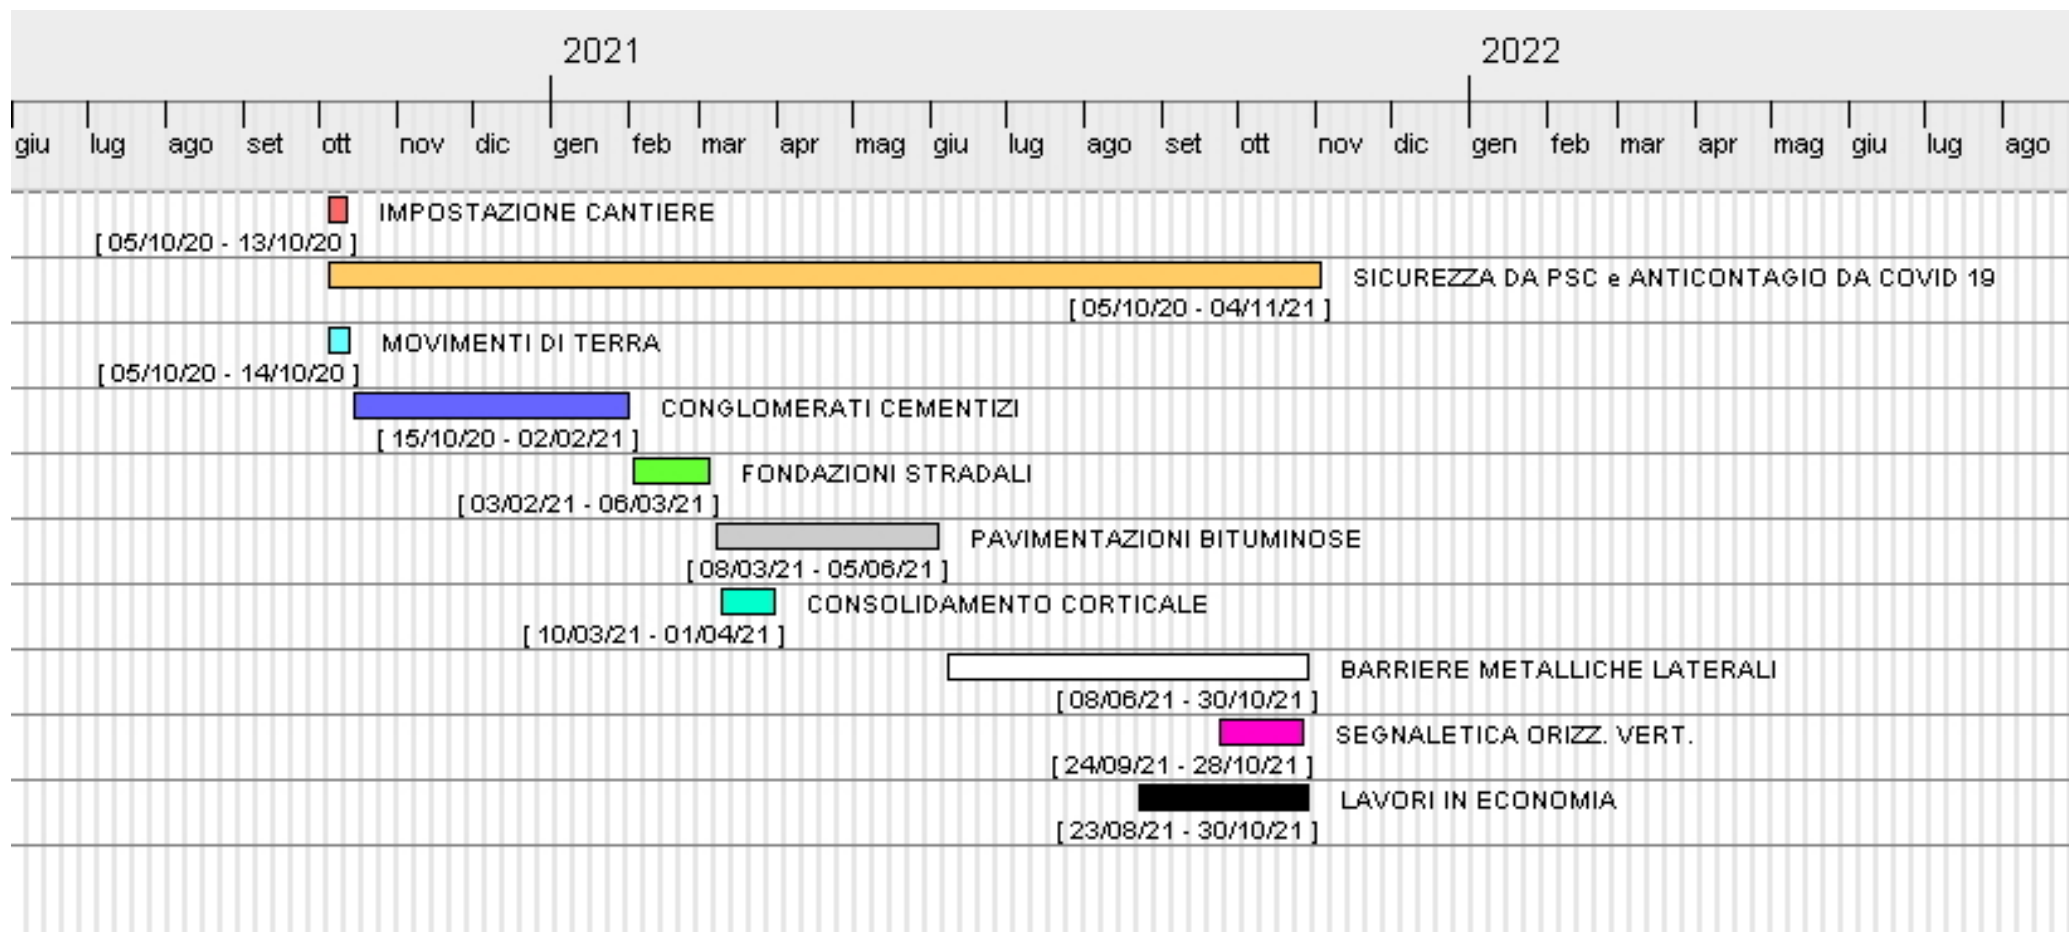 2021 2022
giu lug ago set ott nov dic gen feb mar apr mag giu lug ago set ott nov dic gen feb mar apr mag giu lug ago
IMPOSTAZIONE CANTIERE
[ 05/10/20 - 13/10/20 ]
SICUREZZA DA PSC e ANTICONTAGIO DA COVID 19
[ 05/10/20 - 04/11/21 ]
MOVIMENTI DI TERRA
[ 05/10/20 - 14/10/20 ]
CONGLOMERATI CEMENTIZI
[ 15/10/20 - 02/02/21 ]
FONDAZIONI STRADALI
[ 03/02/21 - 06/03/21 ]
PAVIMENTAZIONI BITUMINOSE
[ 08/03/21 - 05/06/21 ]
CONSOLIDAMENTO CORTICALE
[ 10/03/21 - 01/04/21 ]
BARRIERE METALLICHE LATERALI
[ 08/06/21 - 30/10/21 ]
SEGNALETICA ORIZZ. VERT.
[ 24/09/21 - 28/10/21 ]
LAVORI IN ECONOMIA
[ 23/08/21 - 30/10/21 ]